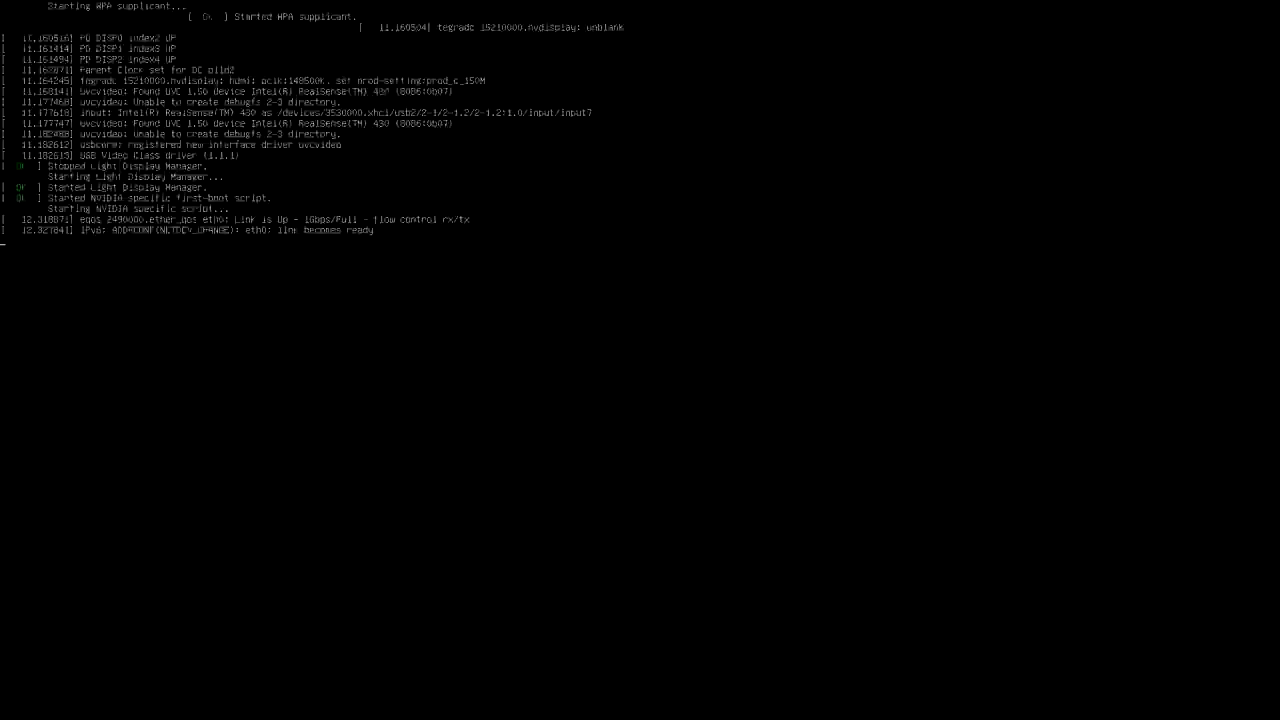 Starting WPA supplicant...
[ OK ] Started WPA supplicant.
[ 11.160504] tegradc 15210000.nvdisplay: unblank
[ 11.160516] PD DISP0 index2 UP
[ 11.161414] PD DISP1 index3 UP
[ 11.161494] PD DISP2 index4 UP
[ 11.162071] Parent Clock set for DC plld2
[ 11.164245] tegradc 15210000.nvdisplay: hdmi: pclk:148500K, set prod-setting:prod_c_150M
[ 11.168141] uvcvideo: Found UVC 1.50 device Intel(R) RealSense(TM) 430 (8086:0b07)
[ 11.177468] uvcvideo: Unable to create debugfs 2-3 directory.
[ 11.177618] input: Intel(R) RealSense(TM) 430 as /devices/3530000.xhci/usb2/2-1/2-1.2/2-1.2:1.0/input/input7
[ 11.177747] uvcvideo: Found UVC 1.50 device Intel(R) RealSense(TM) 430 (8086:0b07)
[ 11.182488] uvcvideo: Unable to create debugfs 2-3 directory.
[ 11.182612] usbcore: registered new interface driver uvcvideo
[ 11.182615] USB Video Class driver (1.1.1)
[ OK ] Stopped Light Display Manager.
Starting Light Display Manager...
[ OK ] Started Light Display Manager.
[ OK ] Started NVIDIA specific first-boot script.
Starting NVIDIA specific script...
[ 12.318871] eqos 2490000.ether_qos eth0: Link is Up - 1Gbps/Full - flow control rx/tx
[ 12.327841] IPv6: ADDRCONF(NETDEV_CHANGE): eth0: link becomes ready